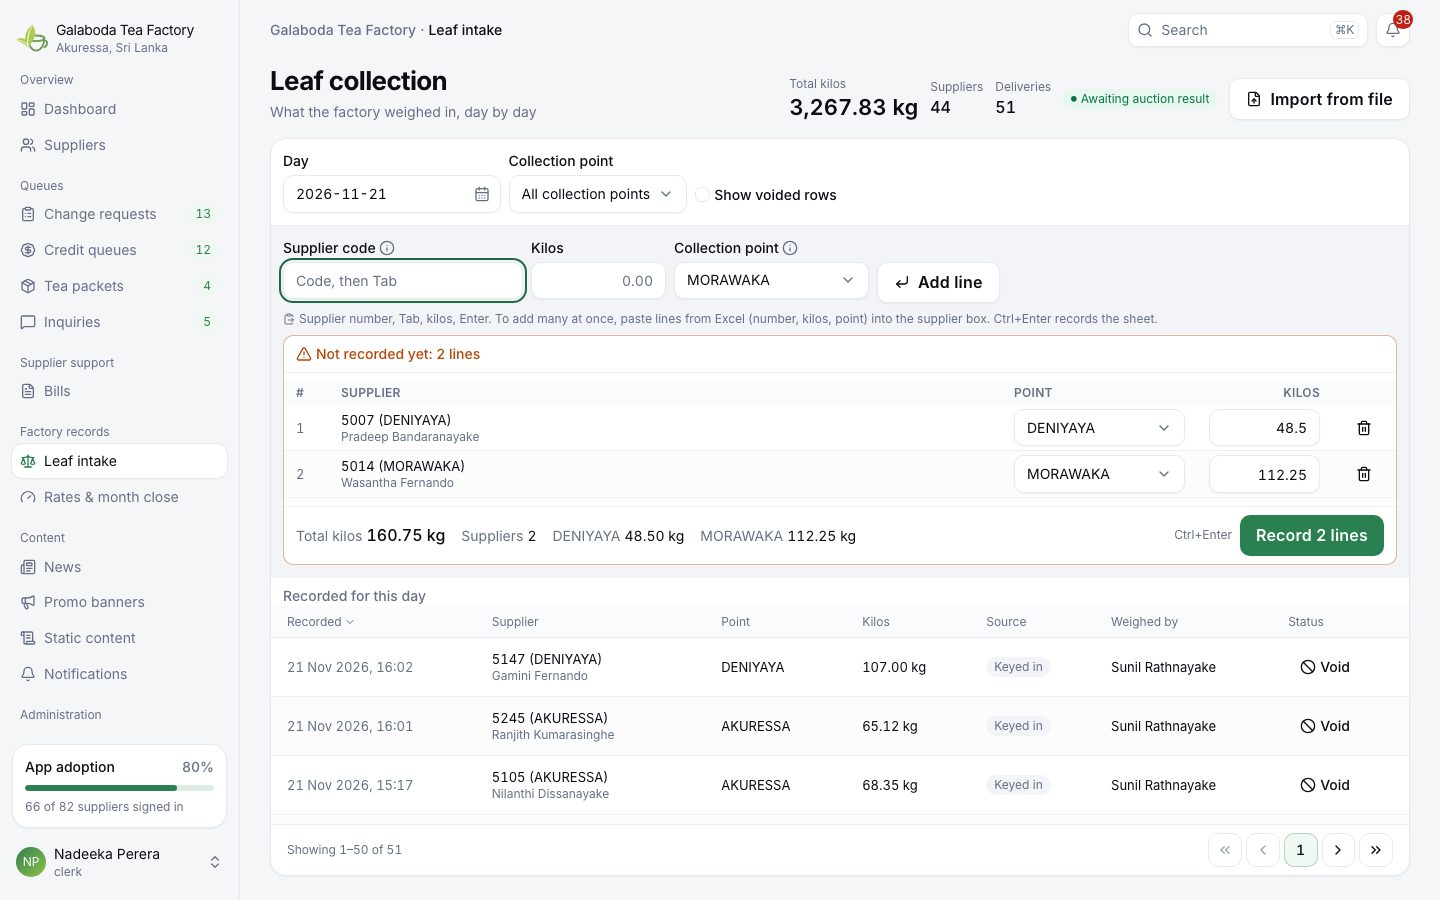 Galaboda Tea Factory
Akuressa, Sri Lanka
Overview
Dashboard
Suppliers
Queues
Change requests 13
Credit queues 12
Tea packets 4
Inquiries 5
Supplier support
Bills
Factory records
Leaf intake
Rates & month close
Content
News
Promo banners
Static content
Notifications
Administration
App adoption 80%
66 of 82 suppliers signed in
NP
Nadeeka Perera
clerk
Galaboda Tea Factory · Leaf intake
Search ⌘K
38
Leaf collection
What the factory weighed in, day by day
Total kilos
3,267.83 kg
Suppliers
44
Deliveries
51
Awaiting auction result
Import from file
Day
2026-11-21
Collection point
All collection points
Show voided rows
Supplier code
Code, then Tab
Kilos
0.00
Collection point
MORAWAKA
Add line
Supplier number, Tab, kilos, Enter. To add many at once, paste lines from Excel (number, kilos, point) into the supplier box. Ctrl+Enter records the sheet.
Not recorded yet: 2 lines
# SUPPLIER POINT KILOS
1 5007 (DENIYAYA) DENIYAYA 48.5
Pradeep Bandaranayake
2 5014 (MORAWAKA) MORAWAKA 112.25
Wasantha Fernando
Total kilos 160.75 kg Suppliers 2 DENIYAYA 48.50 kg MORAWAKA 112.25 kg
Ctrl+Enter Record 2 lines
Recorded for this day
Recorded Supplier Point Kilos Source Weighed by Status
21 Nov 2026, 16:02 5147 (DENIYAYA) DENIYAYA 107.00 kg Keyed in Sunil Rathnayake Void
Gamini Fernando
21 Nov 2026, 16:01 5245 (AKURESSA) AKURESSA 65.12 kg Keyed in Sunil Rathnayake Void
Ranjith Kumarasinghe
21 Nov 2026, 15:17 5105 (AKURESSA) AKURESSA 68.35 kg Keyed in Sunil Rathnayake Void
Nilanthi Dissanayake
Showing 1–50 of 51
1